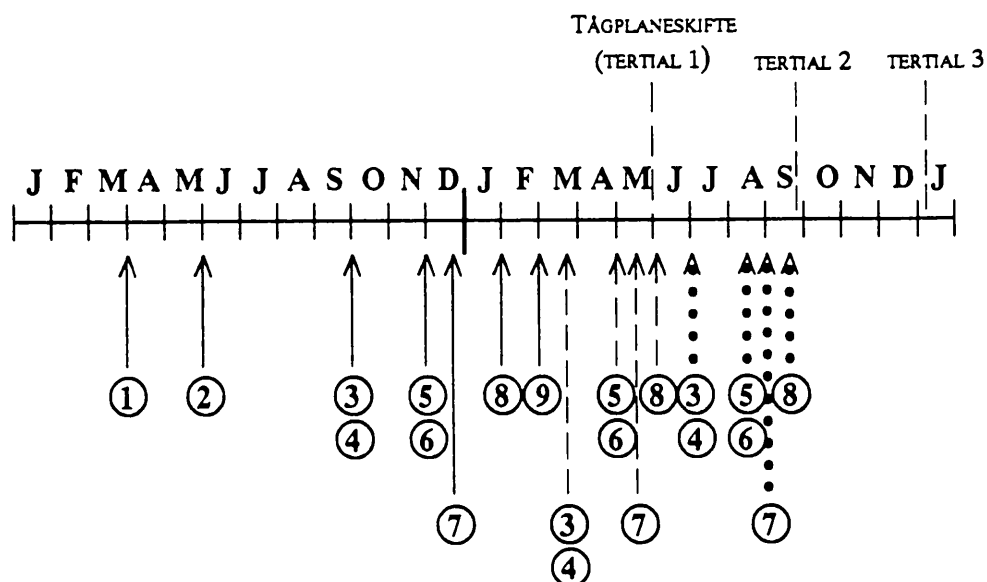 TÅGPLANESKIFTE
(TERTIAL 1)
TERTIAL 2
TERTIAL 3
J F M A M J J A S O N D J F M A M J J A S O N D J
1 2 3 5 8 9 5 8 3 5 8
4 6 6 4 6
7 3 7 7
4